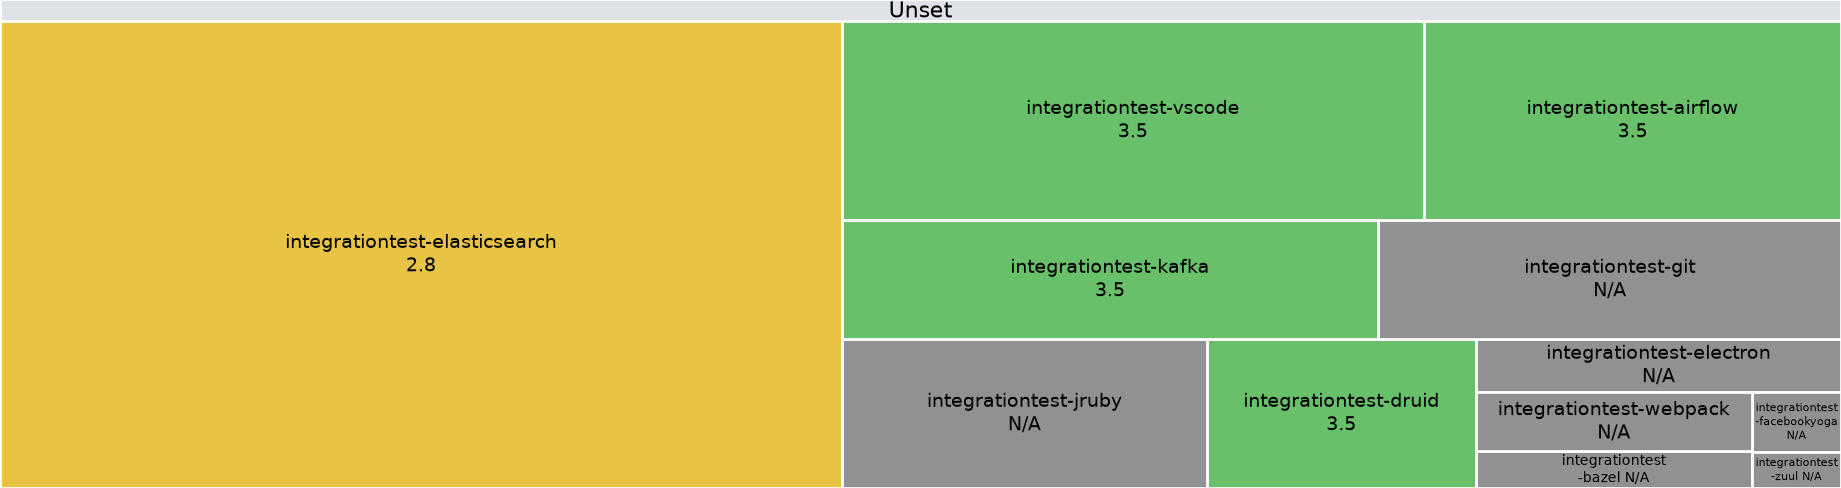 Unset
integrationtest-elasticsearch
2.8
integrationtest-vscode
3.5
integrationtest-airflow
3.5
integrationtest-kafka
3.5
integrationtest-git
N/A
integrationtest-jruby
N/A
integrationtest-druid
3.5
integrationtest-electron
N/A
integrationtest-webpack
N/A
integrationtest
-facebookyoga
N/A
integrationtest
-bazel N/A
integrationtest
-zuul N/A